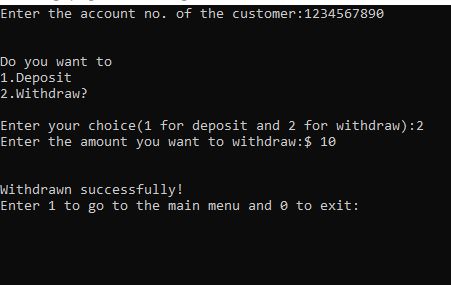 Enter the account no. of the customer:1234567890
Do you want to
1.Deposit
2.Withdraw?
Enter your choice(1 for deposit and 2 for withdraw):2
Enter the amount you want to withdraw:$ 10
Withdrawn successfully!
Enter 1 to go to the main menu and 0 to exit: